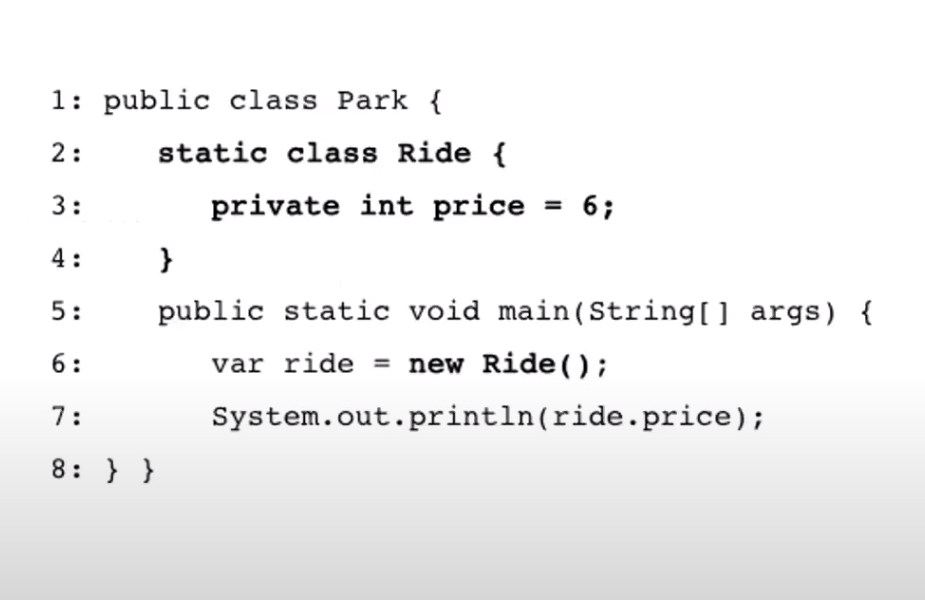 1: public class Park {
2:    static class Ride {
3:       private int price = 6;
4:    }
5:    public static void main(String[] args) {
6:       var ride = new Ride();
7:       System.out.println(ride.price);
8: } }